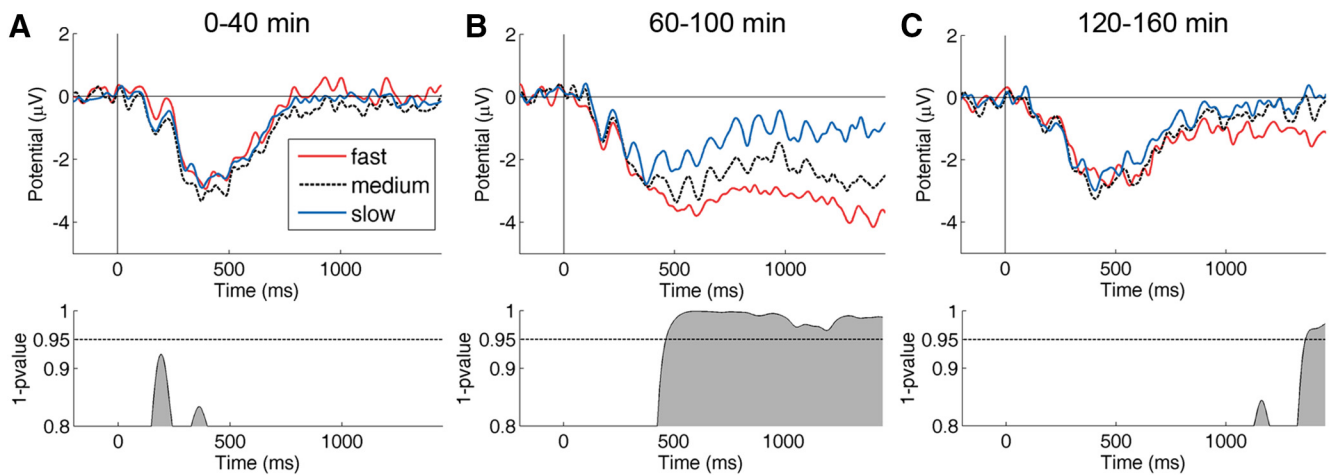 A 0-40 min
2
0
-2
-4
Potential (µV)
fast
medium
slow
0 500 1000
Time (ms)
1
0.95
0.9
0.8
1-pvalue
0 500 1000
Time (ms)
B 60-100 min
2
0
-2
-4
Potential (µV)
0 500 1000
Time (ms)
1
0.95
0.9
0.8
1-pvalue
0 500 1000
Time (ms)
C 120-160 min
2
0
-2
-4
Potential (µV)
0 500 1000
Time (ms)
1
0.95
0.9
0.8
1-pvalue
0 500 1000
Time (ms)